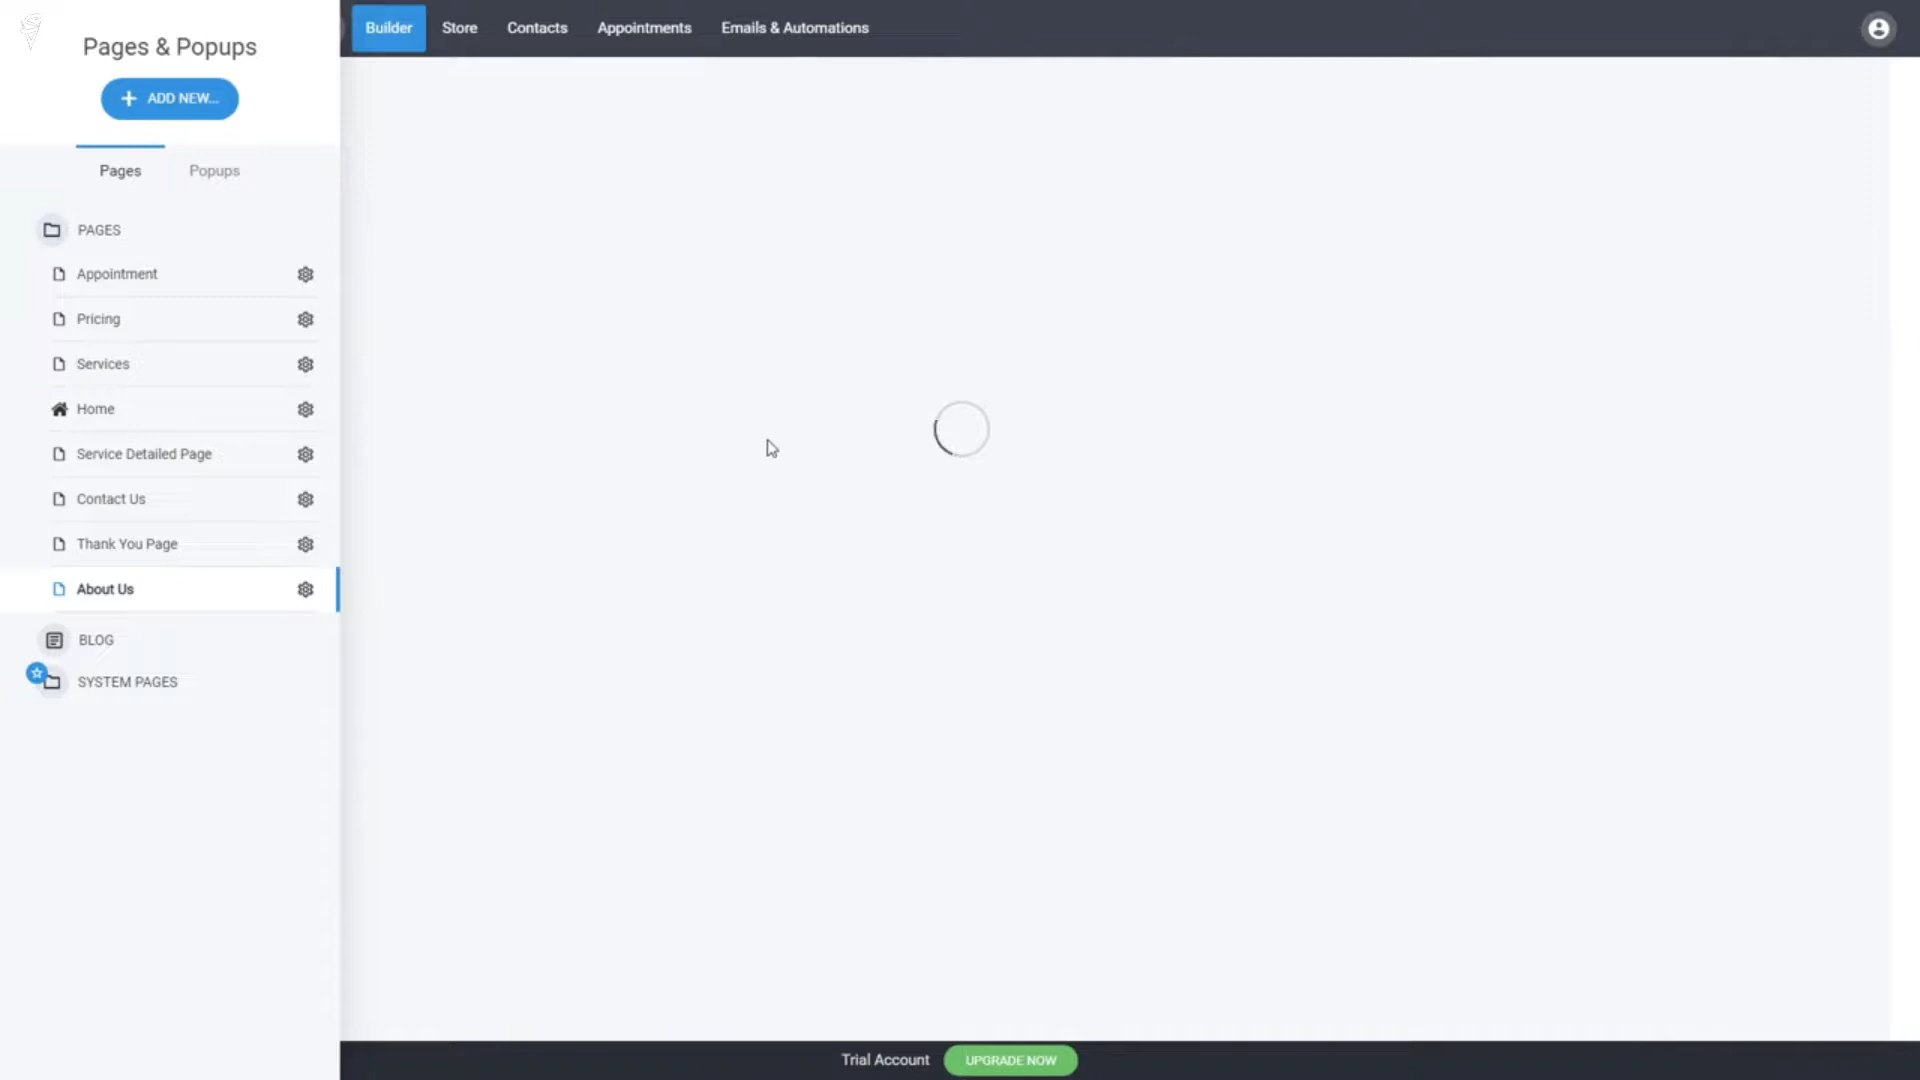 Pages & Popups
ADD NEW...
Pages
Popups
PAGES
Appointment
Pricing
Services
Home
Service Detailed Page
Contact Us
Thank You Page
About Us
BLOG
SYSTEM PAGES
Builder
Store
Contacts
Appointments
Emails & Automations
Trial Account
UPGRADE NOW